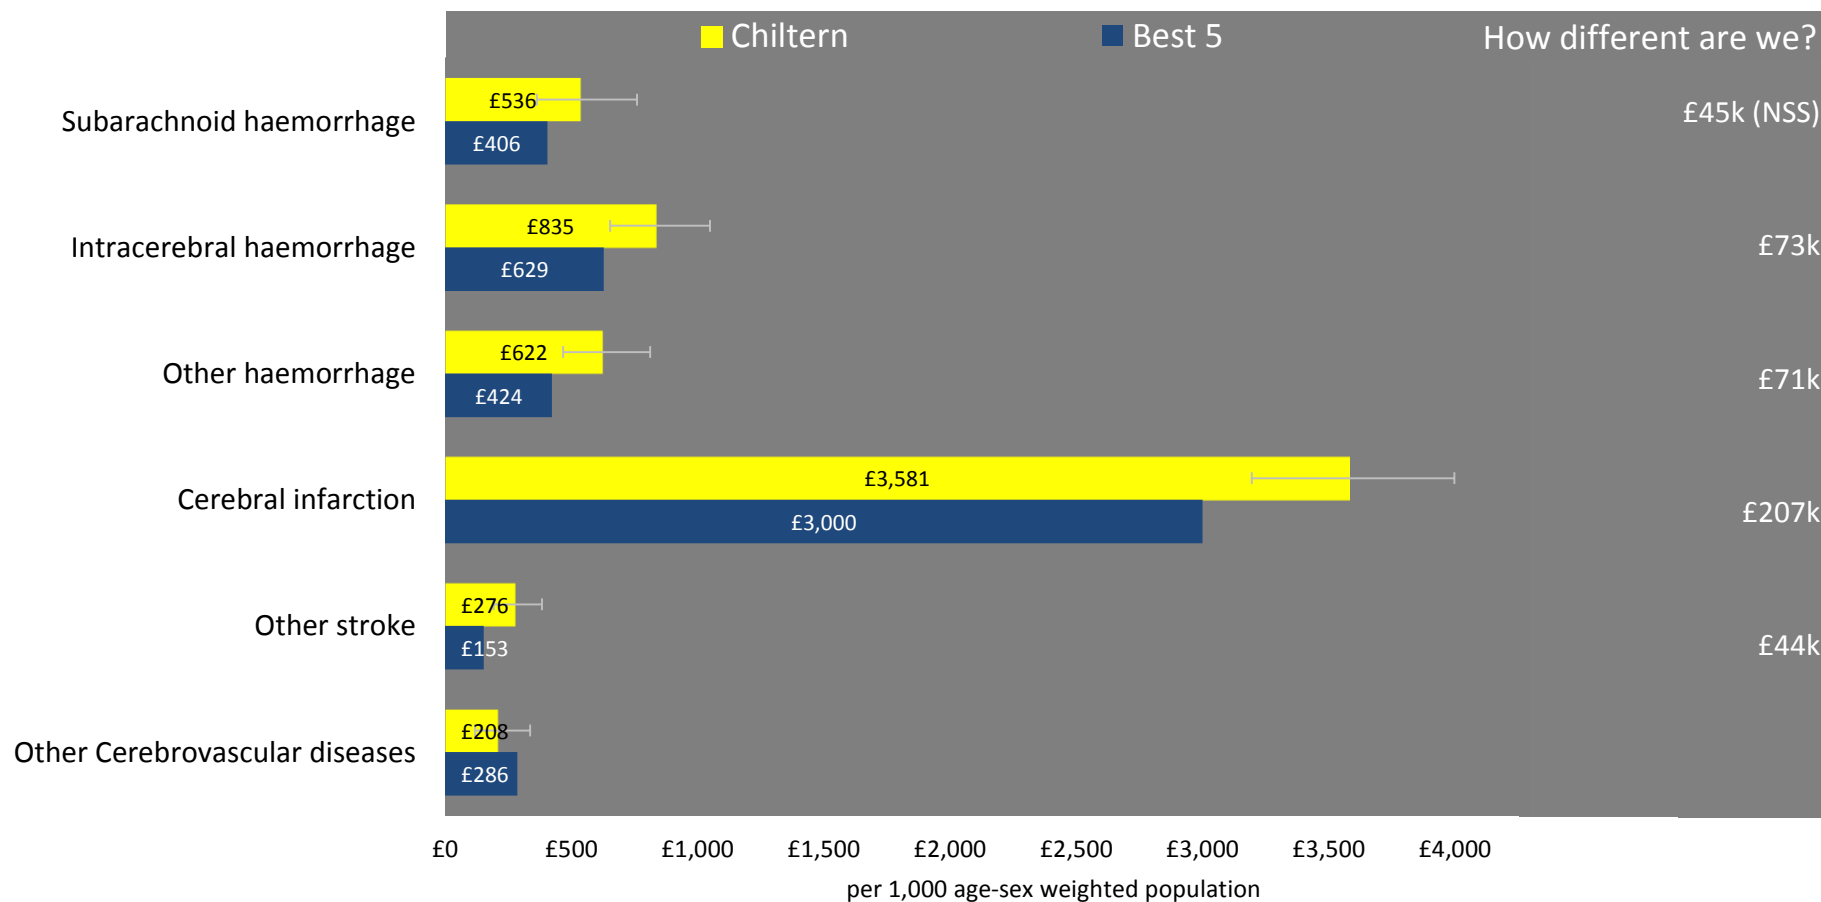 Chiltern
Best 5
How different are we?
Subarachnoid haemorrhage
£536
£406
£45k (NSS)
Intracerebral haemorrhage
£835
£629
£73k
Other haemorrhage
£622
£424
£71k
Cerebral infarction
£3,581
£3,000
£207k
Other stroke
£276
£153
£44k
Other Cerebrovascular diseases
£208
£286
£0 £500 £1,000 £1,500 £2,000 £2,500 £3,000 £3,500 £4,000
per 1,000 age-sex weighted population